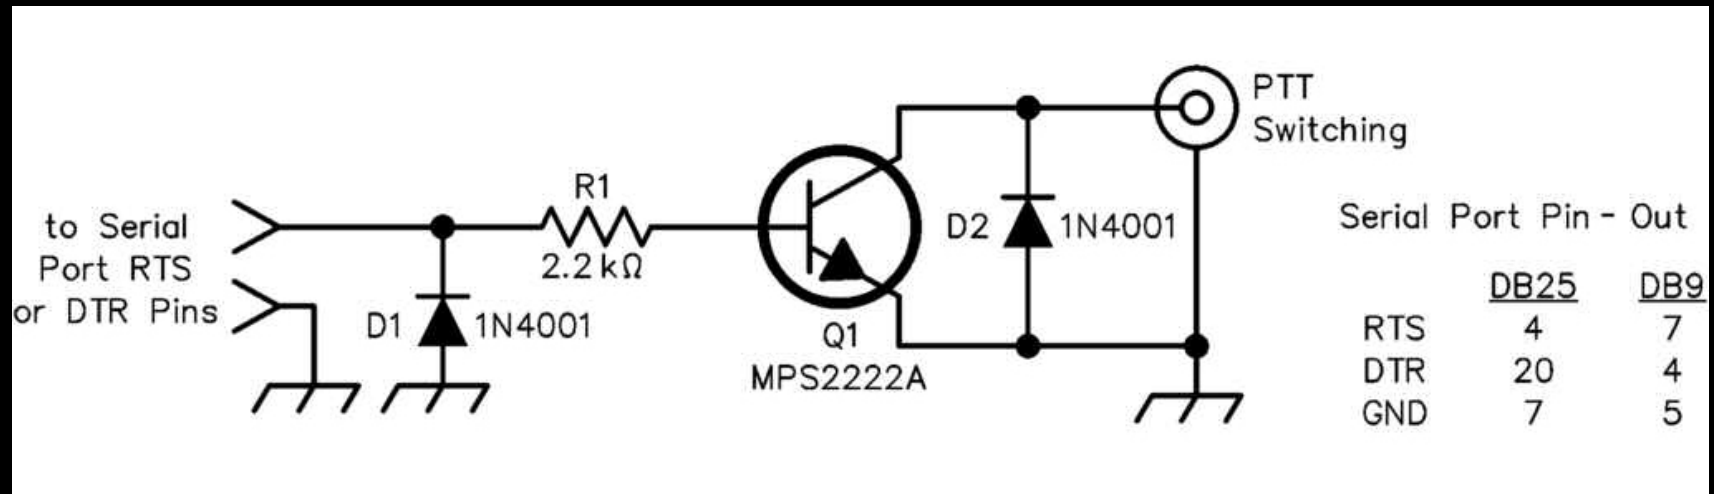 PTT
Switching
R1
2.2 kΩ
to Serial
Port RTS
or DTR Pins
D1 1N4001
Q1
MPS2222A
D2 1N4001
Serial Port Pin - Out
DB25 DB9
RTS 4 7
DTR 20 4
GND 7 5